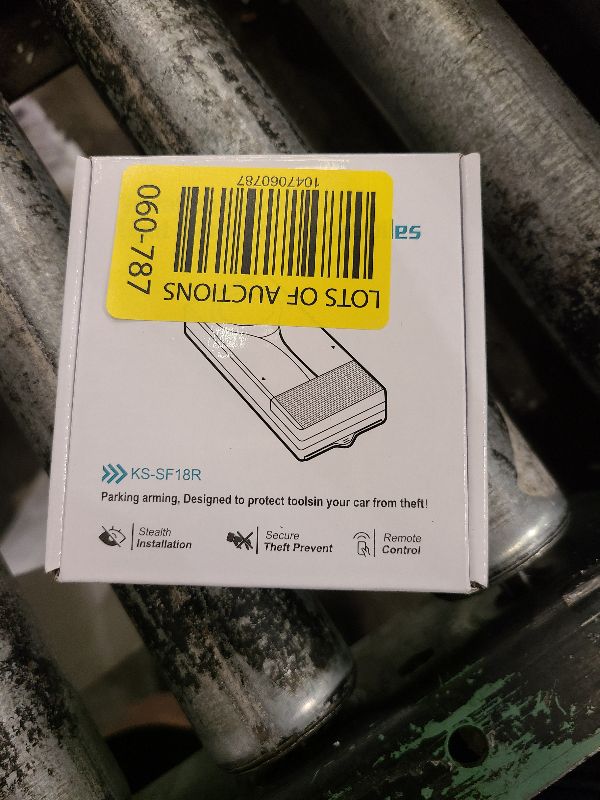 1047060787
060-787
LOTS OF AUCTIONS
KS-SF18R
Parking arming, Designed to protect toolsin your car from theft!
Stealth
Installation
Secure
Theft Prevent
Remote
Control